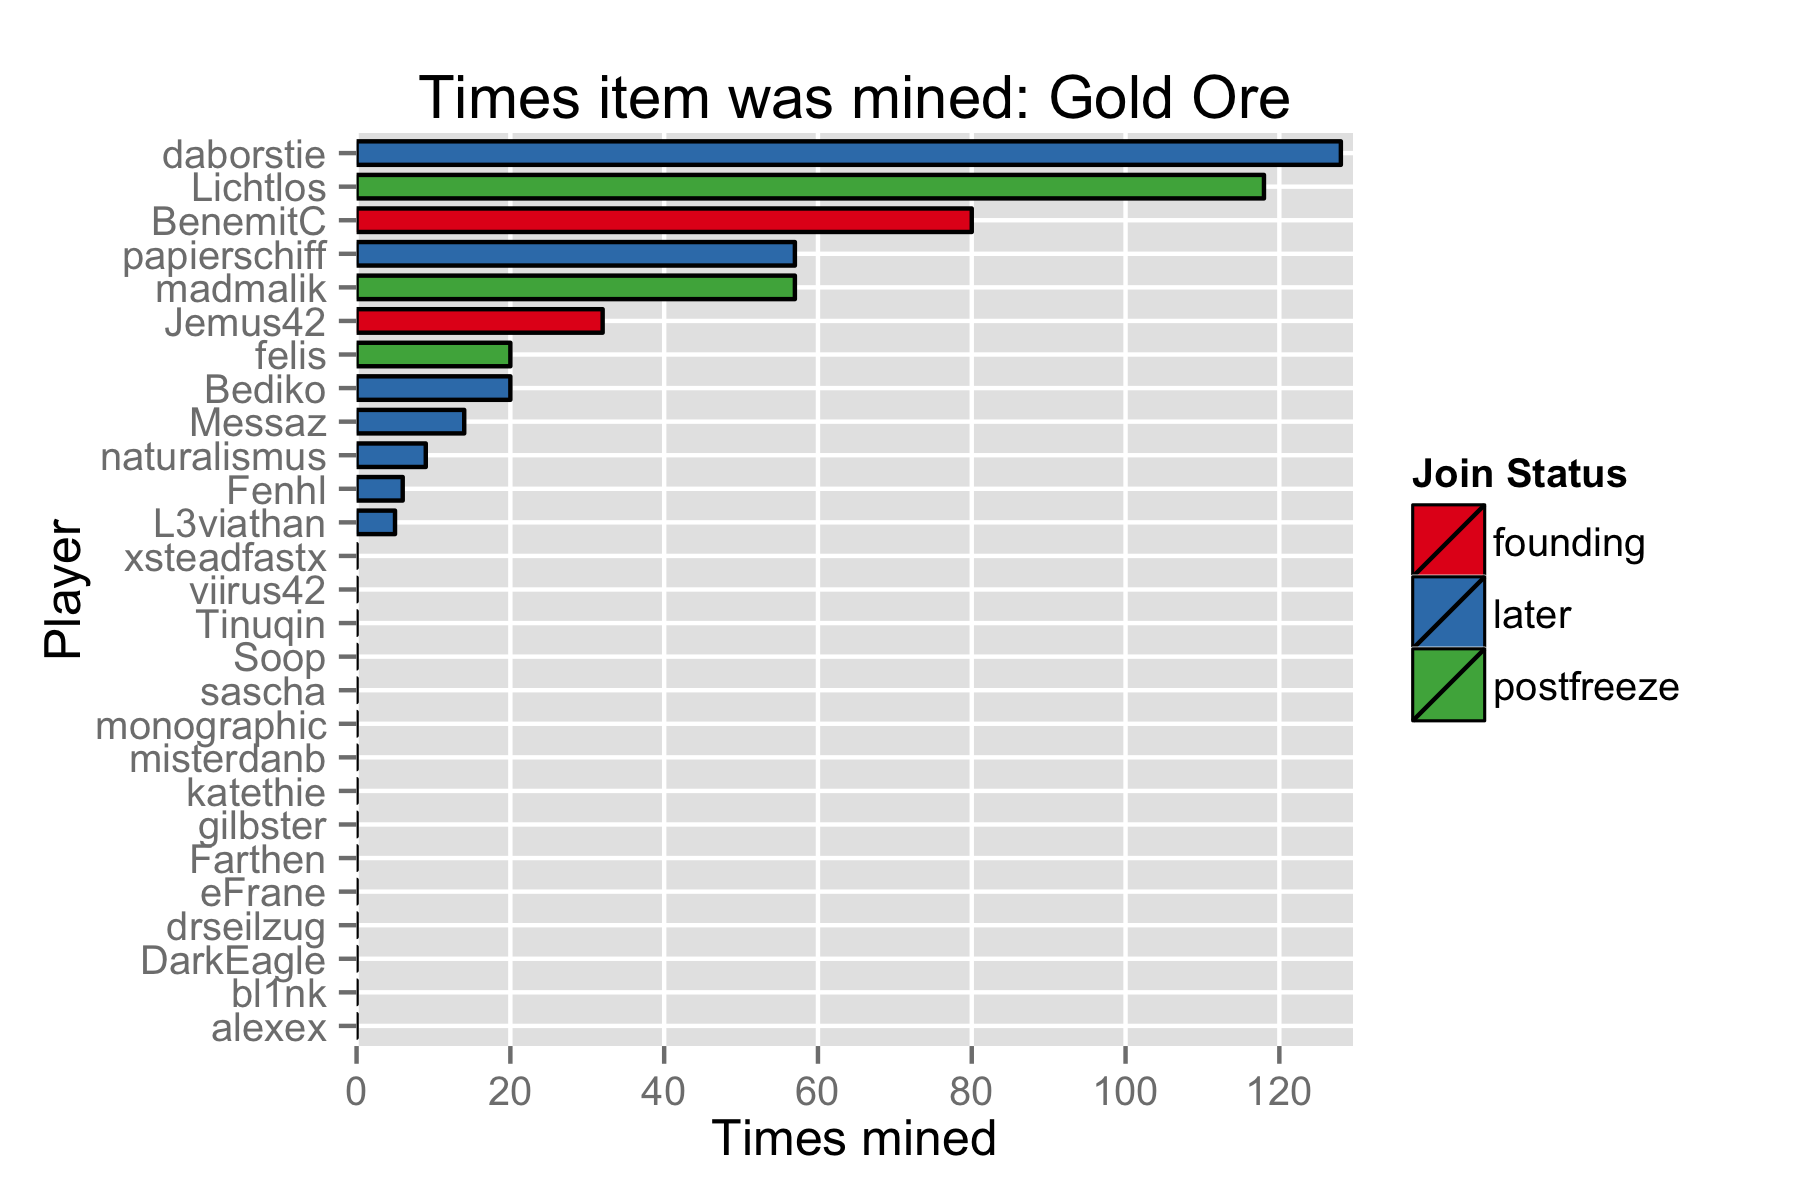 Times item was mined: Gold Ore
daborstie
Lichtlos
BenemitC
papierschiff
madmalik
Jemus42
felis
Bediko
Messaz
naturalismus
Fenhl
L3viathan
xsteadfastx
viirus42
Tinuqin
Soop
sascha
monographic
misterdanb
katethie
gilbster
Farthen
eFrane
drseilzug
DarkEagle
bl1nk
alexex
Player
0 20 40 60 80 100 120
Times mined
Join Status
founding
later
postfreeze